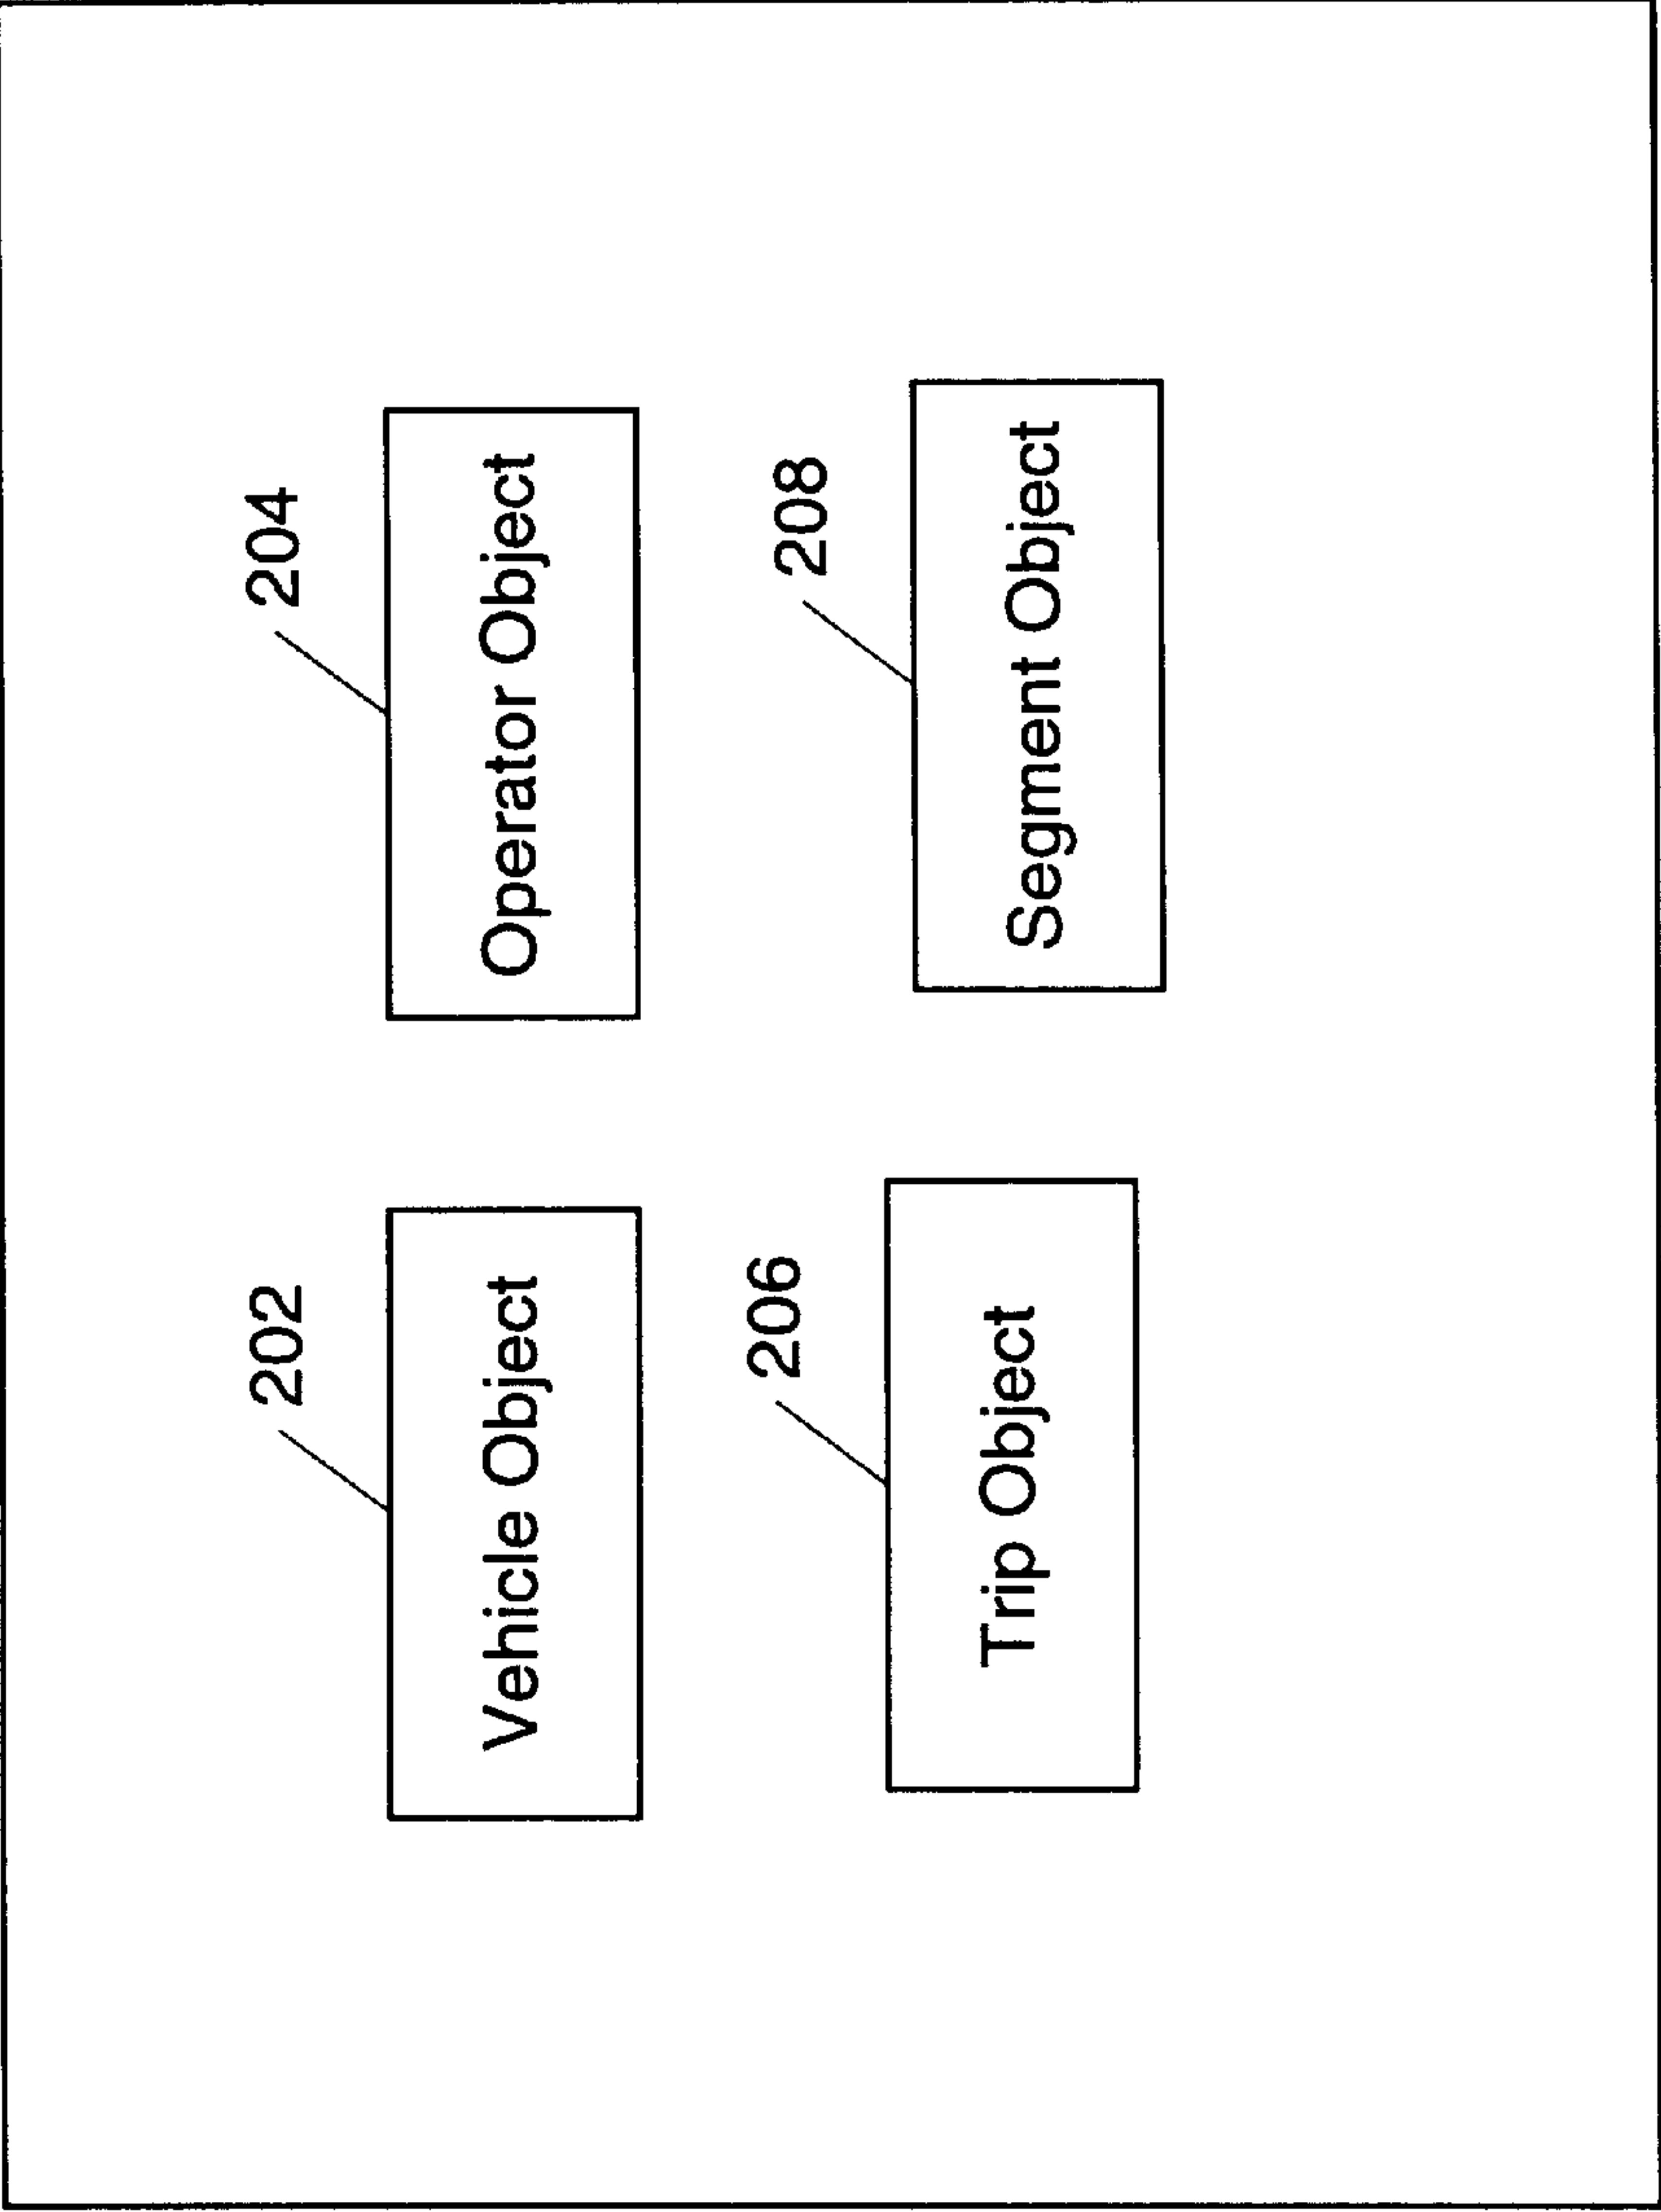 202
Vehicle Object
204
Operator Object
206
Trip Object
208
Segment Object